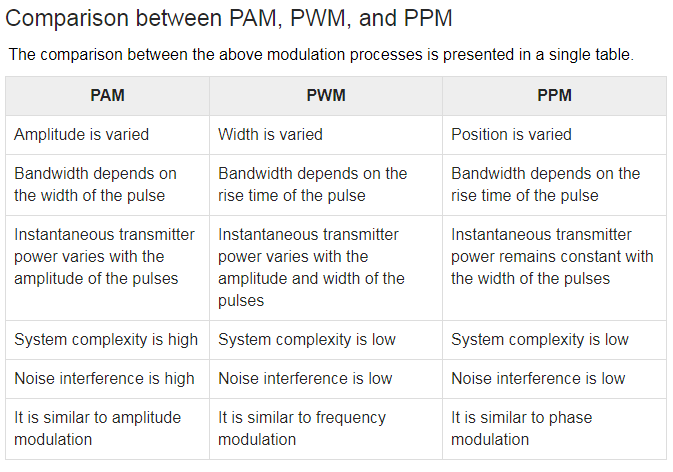 Comparison between PAM, PWM, and PPM
The comparison between the above modulation processes is presented in a single table.
PAM PWM PPM
Amplitude is varied Width is varied Position is varied
Bandwidth depends on Bandwidth depends on the Bandwidth depends on the
the width of the pulse rise time of the pulse rise time of the pulse
Instantaneous transmitter Instantaneous transmitter Instantaneous transmitter
power varies with the power varies with the power remains constant with
amplitude of the pulses amplitude and width of the the width of the pulses
pulses
System complexity is high System complexity is low System complexity is low
Noise interference is high Noise interference is low Noise interference is low
It is similar to amplitude It is similar to frequency It is similar to phase
modulation modulation modulation